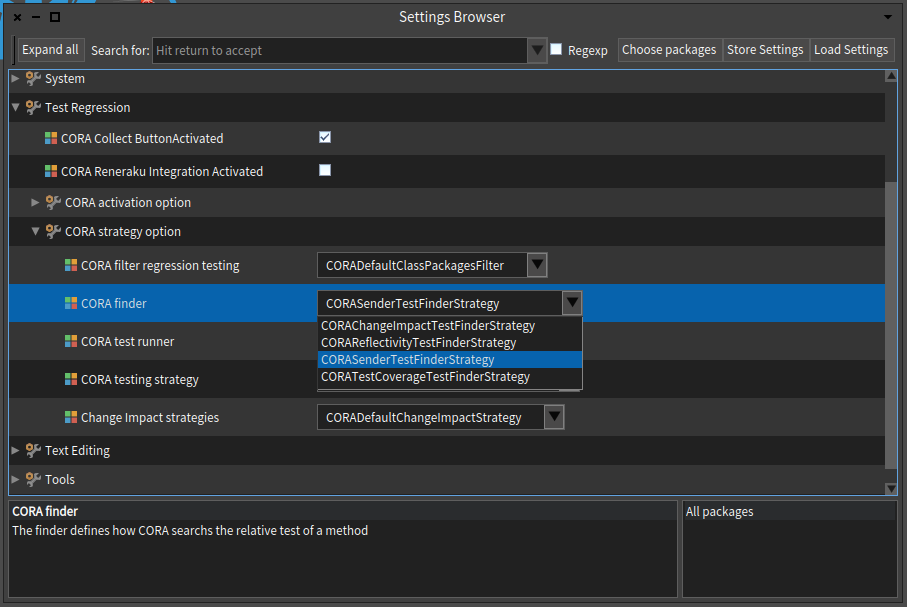 Settings Browser
Expand all Search for: Hit return to accept Regexp Choose packages Store Settings Load Settings
System
Test Regression
CORA Collect ButtonActivated
CORA Reneraku Integration Activated
CORA activation option
CORA strategy option
CORA filter regression testing CORADefaultClassPackagesFilter
CORA finder CORASenderTestFinderStrategy
CORAChangeImpactTestFinderStrategy
CORAReflectivityTestFinderStrategy
CORA test runner
CORASenderTestFinderStrategy
CORATestCoverageTestFinderStrategy
CORA testing strategy
Change Impact strategies CORADefaultChangeImpactStrategy
Text Editing
Tools
CORA finder All packages
The finder defines how CORA searchs the relative test of a method